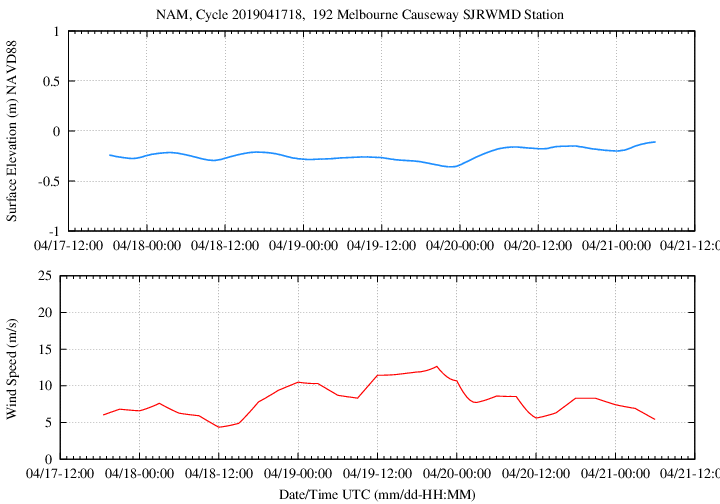 NAM, Cycle 2019041718,  192 Melbourne Causeway SJRWMD Station
Surface Elevation (m) NAVD88
1
0.5
0
-0.5
-1
04/17-12:00 04/18-00:00 04/18-12:00 04/19-00:00 04/19-12:00 04/20-00:00 04/20-12:00 04/21-00:00 04/21-12:0
Wind Speed (m/s)
25
20
15
10
5
0
04/17-12:00 04/18-00:00 04/18-12:00 04/19-00:00 04/19-12:00 04/20-00:00 04/20-12:00 04/21-00:00 04/21-12:0
Date/Time UTC (mm/dd-HH:MM)